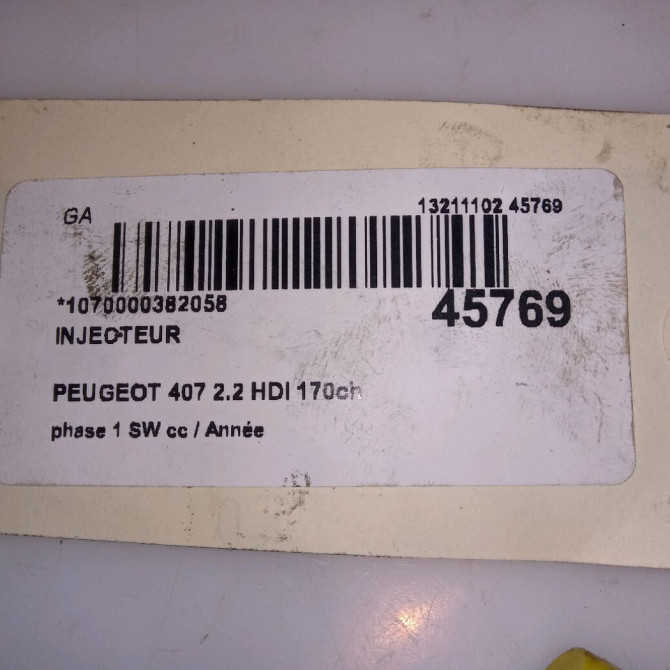 GA
13211102 45769
*1070000382058
45769
INJECTEUR
PEUGEOT 407 2.2 HDI 170ch
phase 1 SW cc / Année